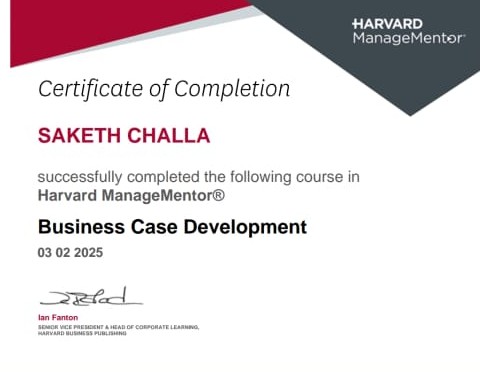 HARVARD
ManageMentor®
Certificate of Completion
SAKETH CHALLA
successfully completed the following course in
Harvard ManageMentor®
Business Case Development
03 02 2025
Ian Fanton
SENIOR VICE PRESIDENT & HEAD OF CORPORATE LEARNING,
HARVARD BUSINESS PUBLISHING